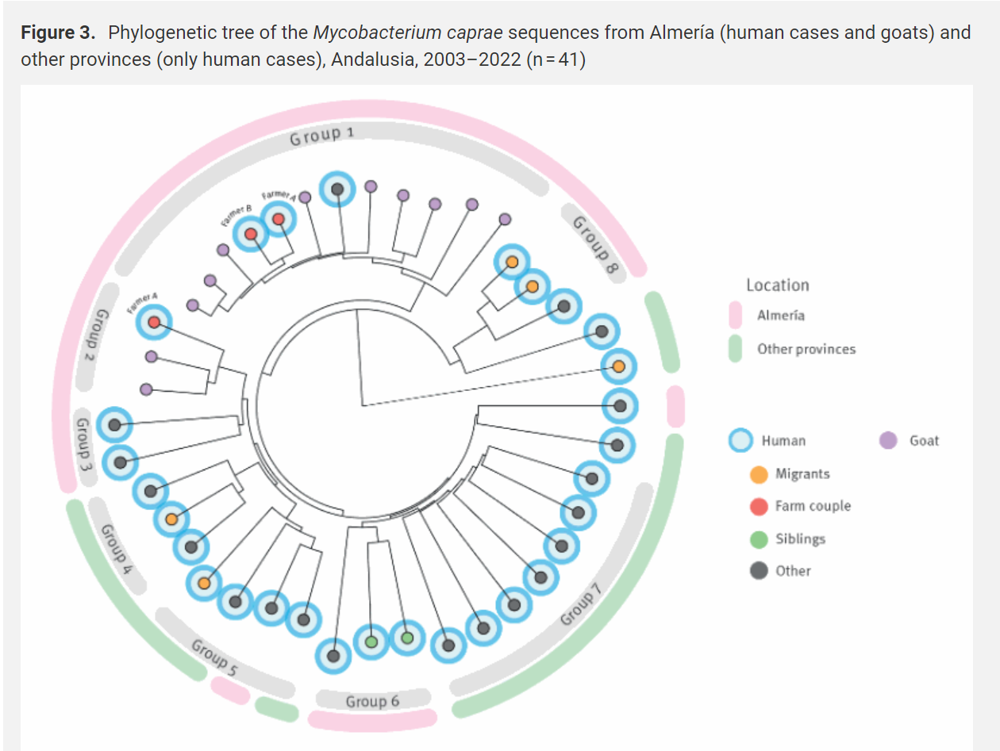 Figure 3. Phylogenetic tree of the Mycobacterium caprae sequences from Almería (human cases and goats) and
other provinces (only human cases), Andalusia, 2003–2022 (n=41)
Group 1
Farmer A
Farmer B
Group 8
Farmer A
Group 2
Group 3
Group 4
Group 5
Group 6
Group 7
Location
Almería
Other provinces
Human
Goat
Migrants
Farm couple
Siblings
Other